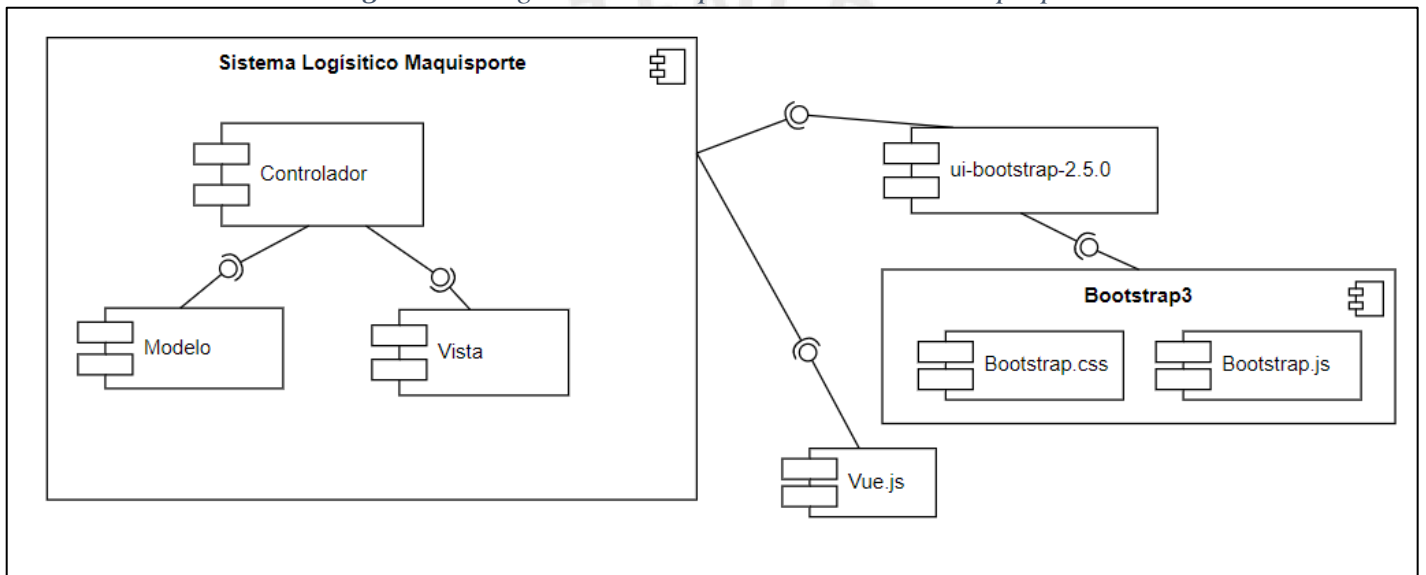 Sistema Logísitico Maquisporte
Controlador
ui-bootstrap-2.5.0
Bootstrap3
Modelo
Vista
Bootstrap.css
Bootstrap.js
Vue.js